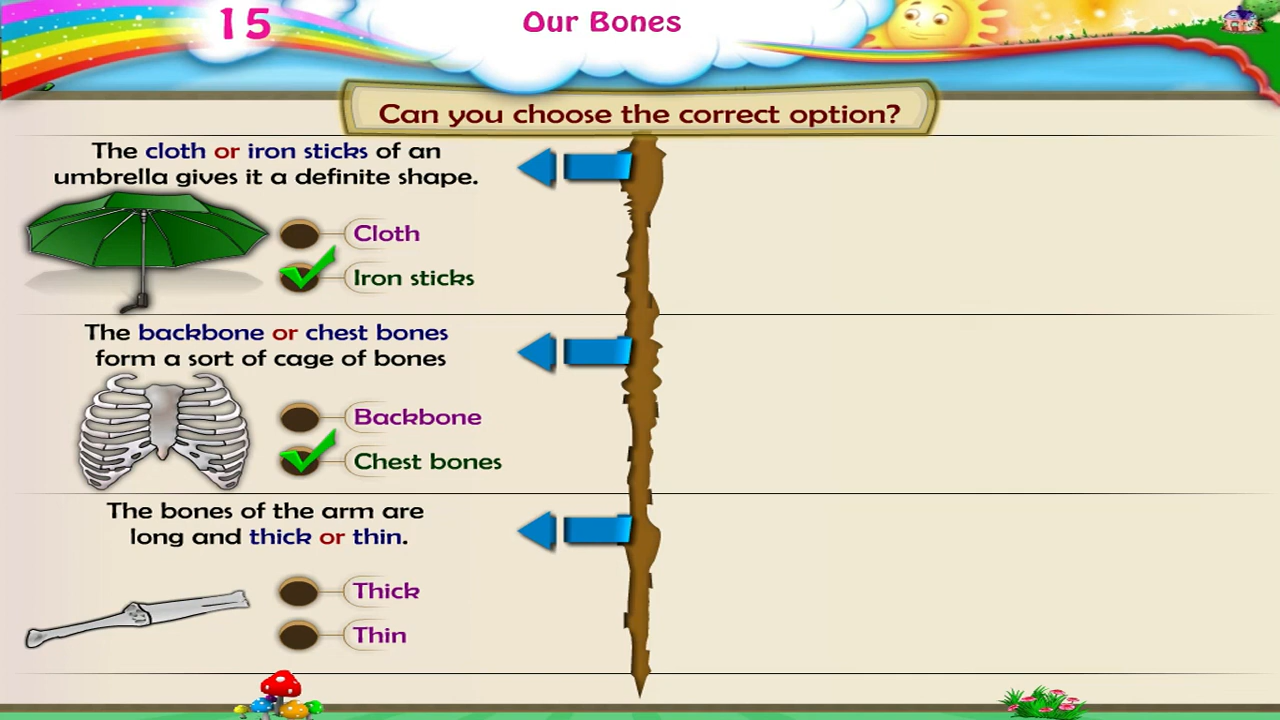 15
Our Bones
Can you choose the correct option?
The cloth or iron sticks of an
umbrella gives it a definite shape.
Cloth
Iron sticks
The backbone or chest bones
form a sort of cage of bones
Backbone
Chest bones
The bones of the arm are
long and thick or thin.
Thick
Thin